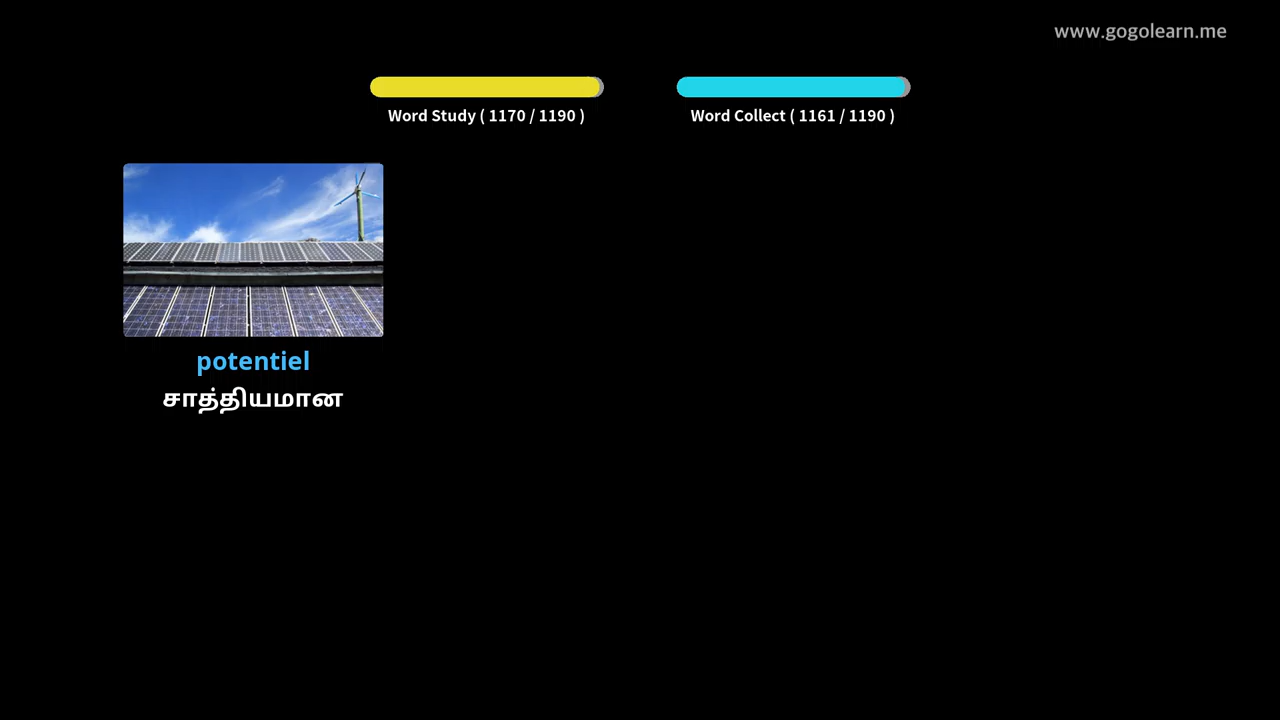 www.gogolearn.me
Word Study ( 1170 / 1190 )
Word Collect ( 1161 / 1190 )
potentiel
சாத்தியமான